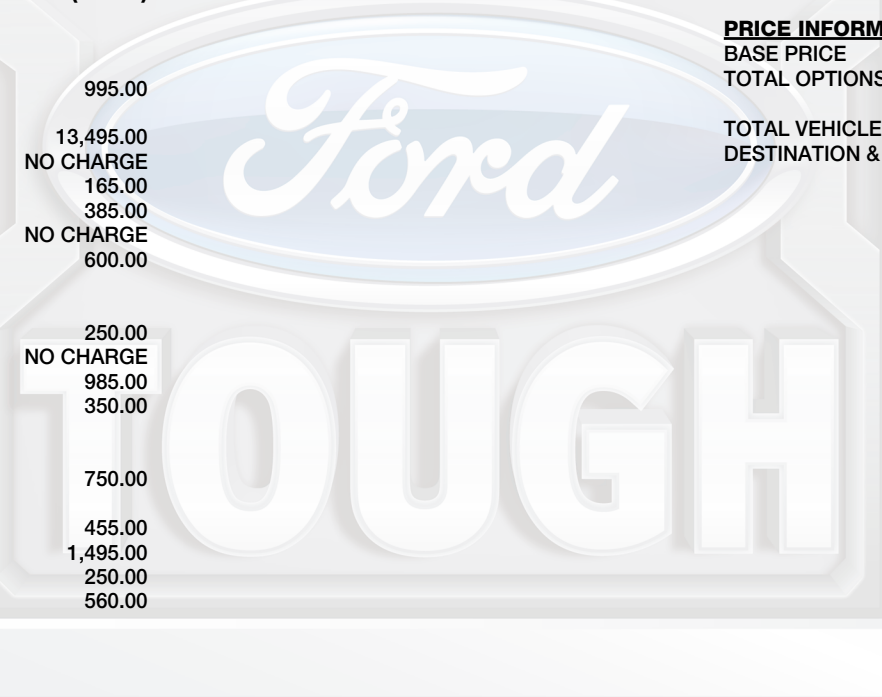 995.00
13,495.00
NO CHARGE
165.00
385.00
NO CHARGE
600.00
250.00
NO CHARGE
985.00
350.00
750.00
455.00
1,495.00
250.00
560.00
PRICE INFORM
BASE PRICE
TOTAL OPTIONS
TOTAL VEHICLE
DESTINATION &
Ford
TOUGH